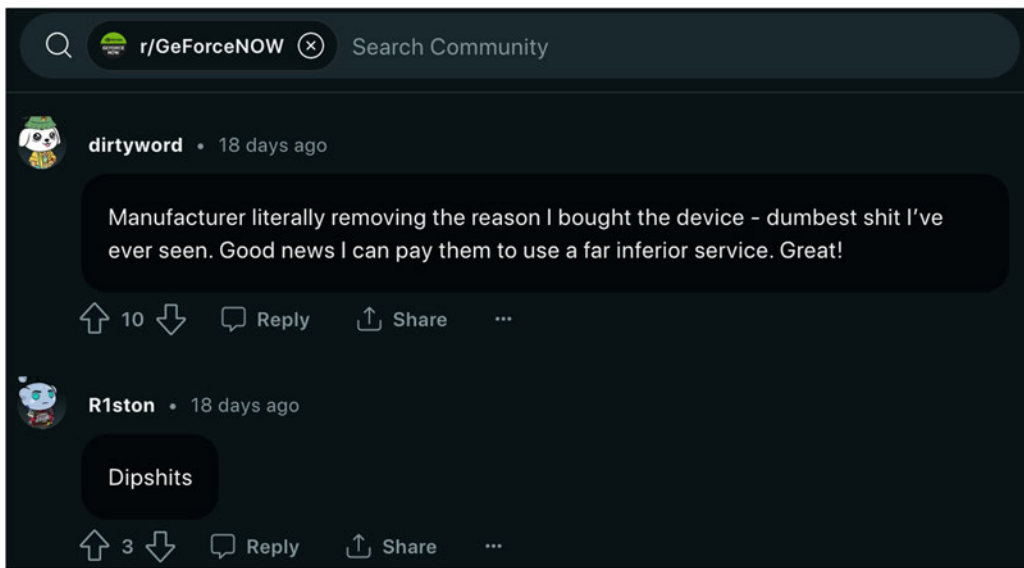 r/GeForceNOW Search Community
dirtyword • 18 days ago
Manufacturer literally removing the reason I bought the device - dumbest shit I've
ever seen. Good news I can pay them to use a far inferior service. Great!
10 Reply Share ...
R1ston • 18 days ago
Dipshits
3 Reply Share ...